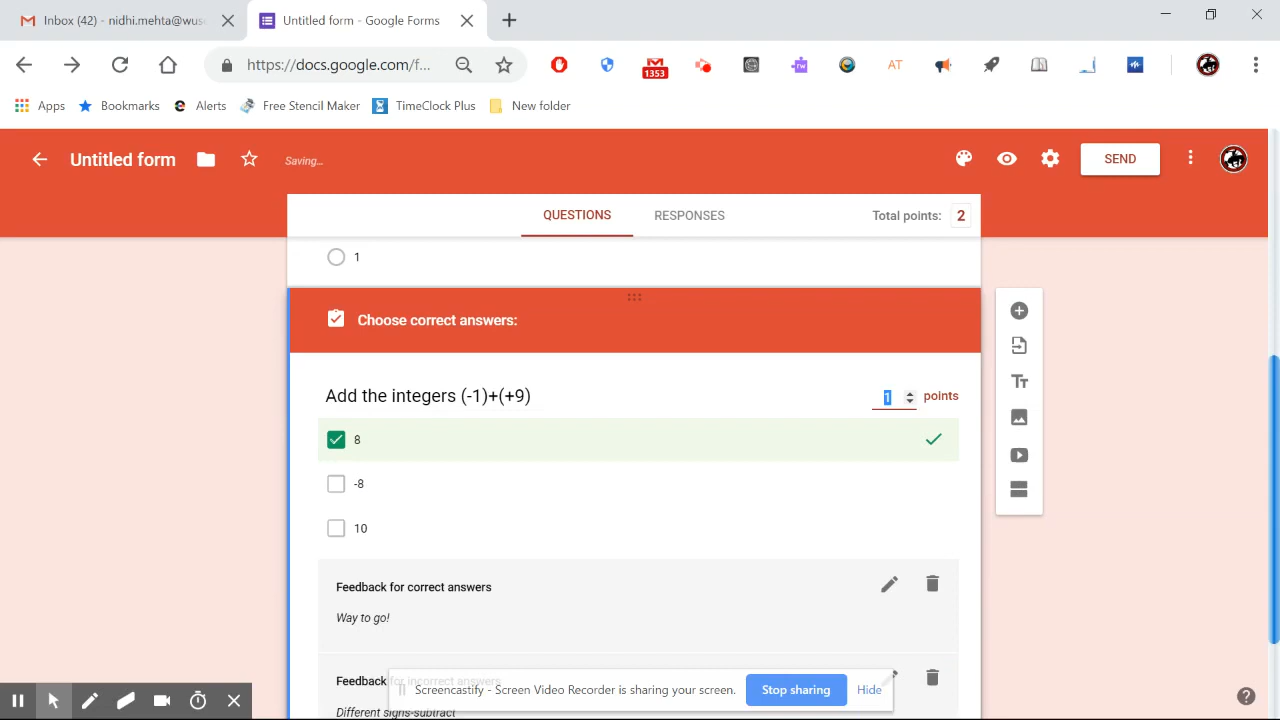 Inbox (42) - nidhi.mehta@wus
Untitled form - Google Forms
https://docs.google.com/f...
1353
AT
Apps
Bookmarks
Alerts
Free Stencil Maker
TimeClock Plus
New folder
Untitled form
Saving...
SEND
QUESTIONS
RESPONSES
Total points: 2
1
Choose correct answers:
Add the integers (-1)+(+9)
1 points
8
-8
10
Feedback for correct answers
Way to go!
Feedback for incorrect answers
Screencastify - Screen Video Recorder is sharing your screen.
Stop sharing
Hide
Different signs-subtract